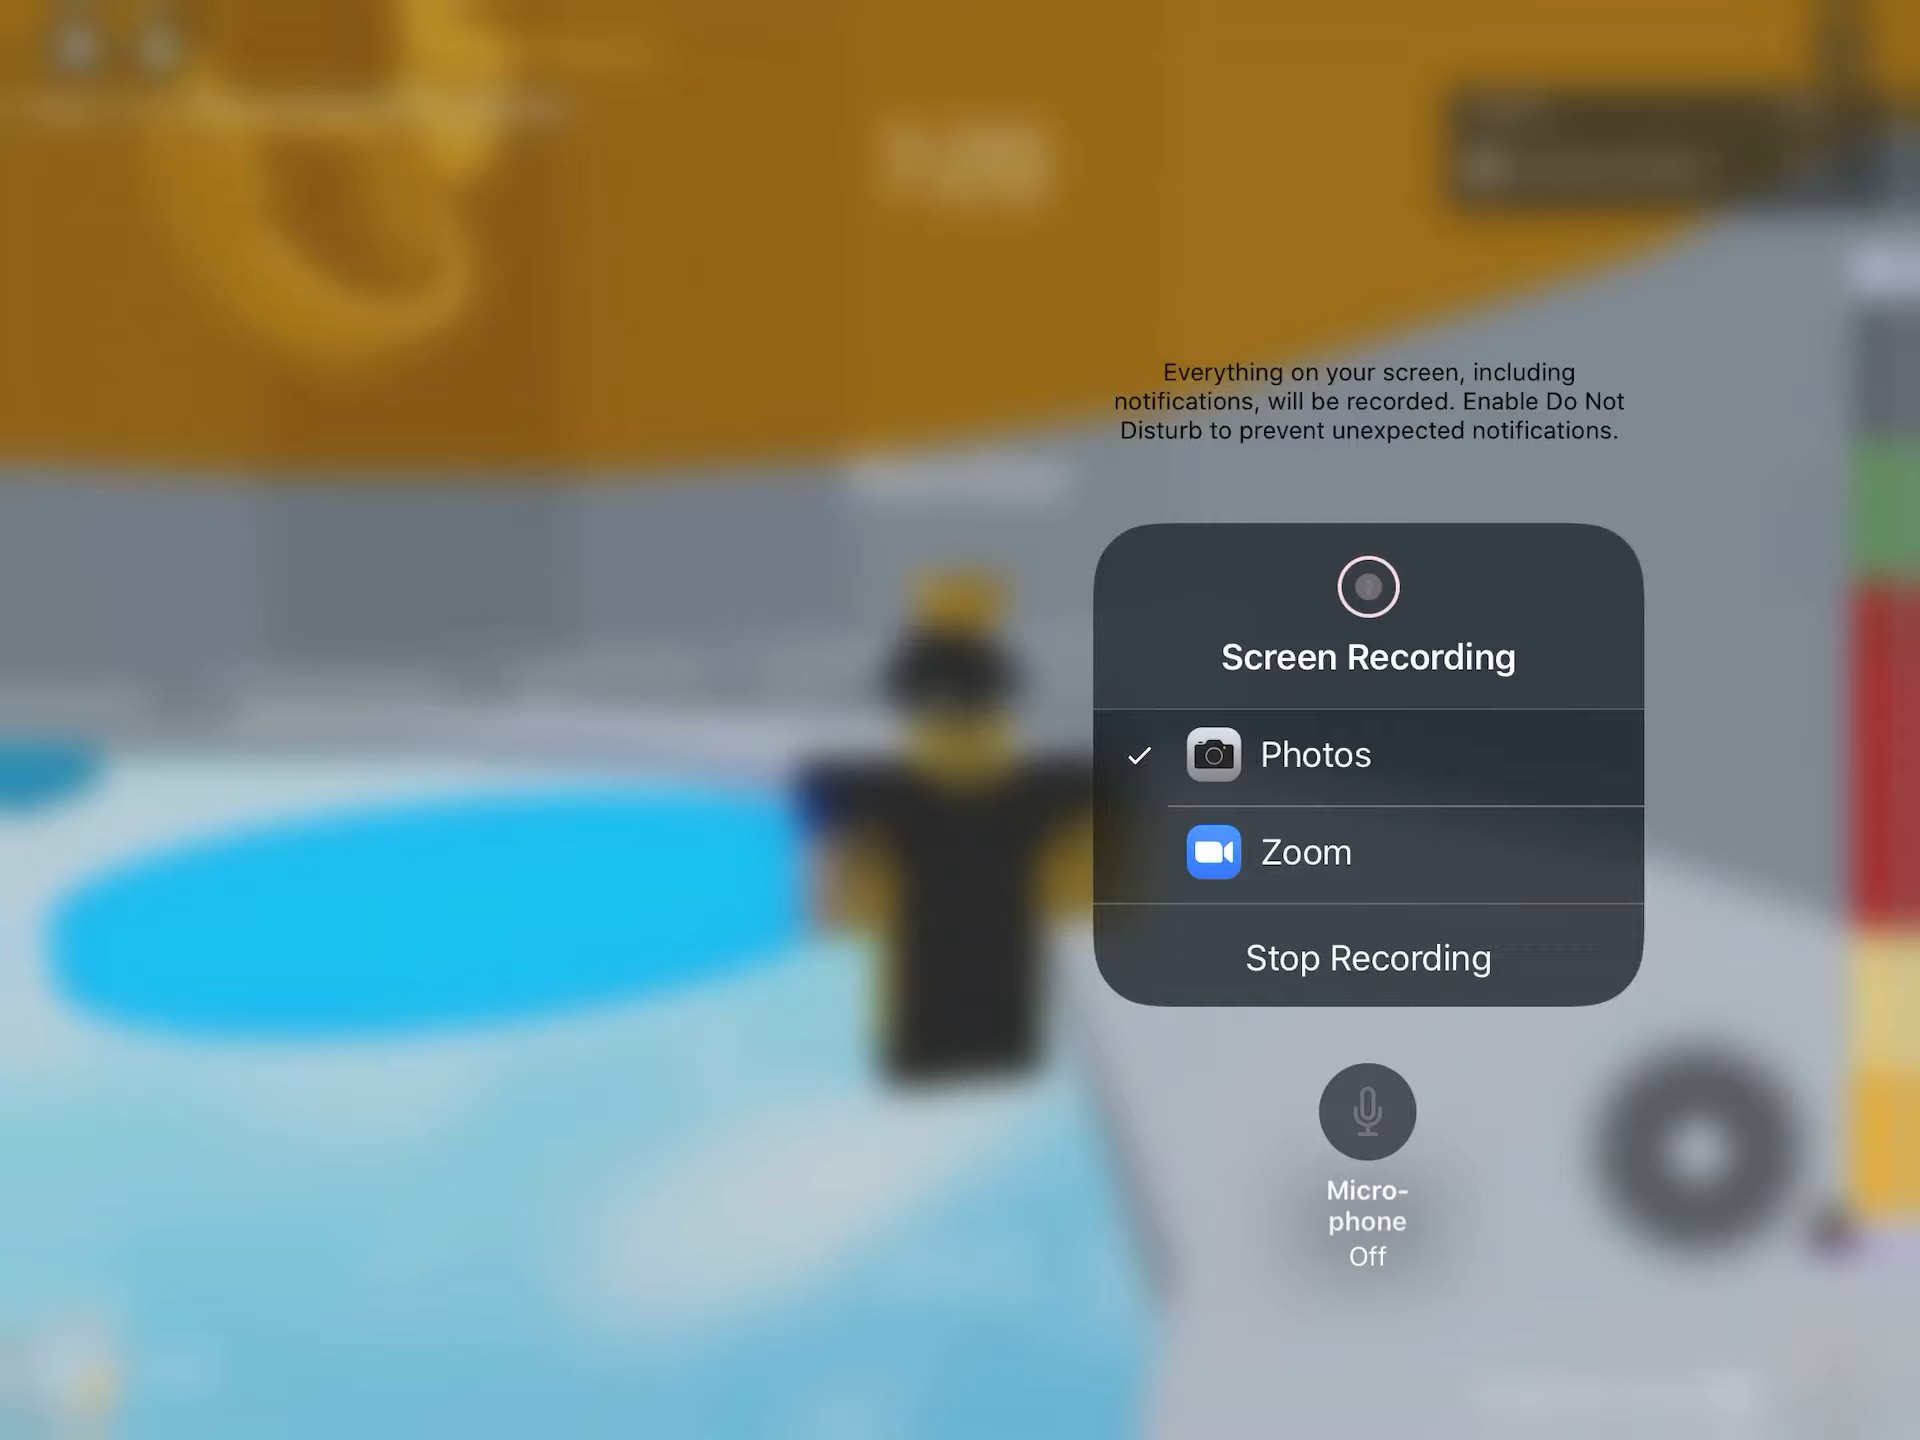 Everything on your screen, including
notifications, will be recorded. Enable Do Not
Disturb to prevent unexpected notifications.
Screen Recording
Photos
Zoom
Stop Recording
Micro-
phone
Off